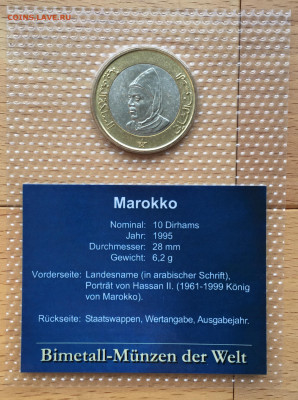 COINS.LAVE.RU
Marokko
Nominal: 10 Dirhams
Jahr: 1995
Durchmesser: 28 mm
Gewicht: 6,2 g
Vorderseite: Landesname (in arabischer Schrift),
Porträt von Hassan II. (1961-1999 König
von Marokko).
Rückseite: Staatswappen, Wertangabe, Ausgabejahr.
Bimetall-Münzen der Welt